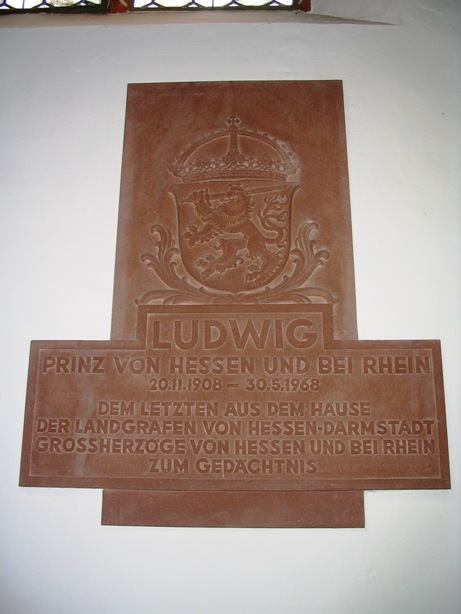 LUDWIG
PRINZ VON HESSEN UND BEI RHEIN
20.11.1908 – 30.5.1968
DEM LETZTEN AUS DEM HAUSE
DER LANDGRAFEN VON HESSEN-DARMSTADT
GROSSHERZÖGE VON HESSEN UND BEI RHEIN
ZUM GEDÄCHTNIS